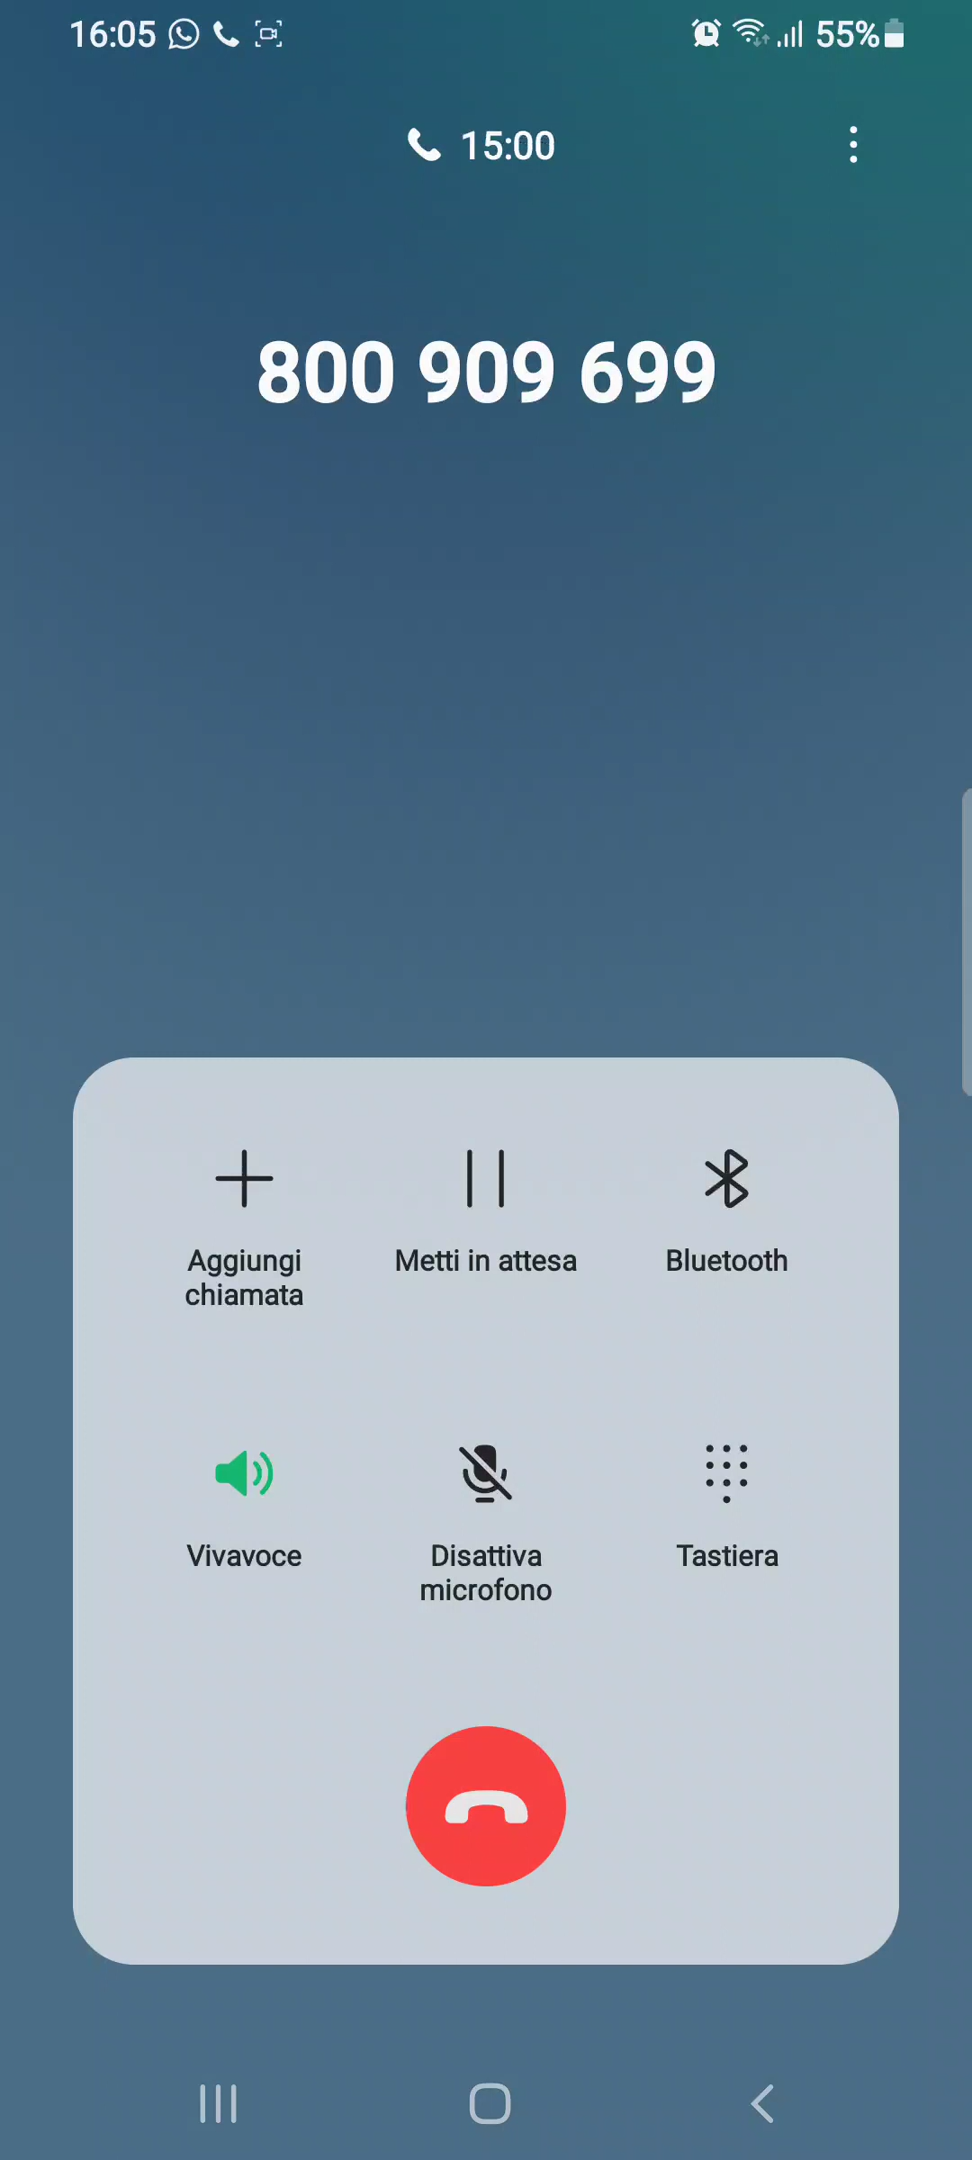 16:05 55%
15:00
800 909 699
Aggiungi
chiamata
Metti in attesa
Bluetooth
Vivavoce
Disattiva
microfono
Tastiera